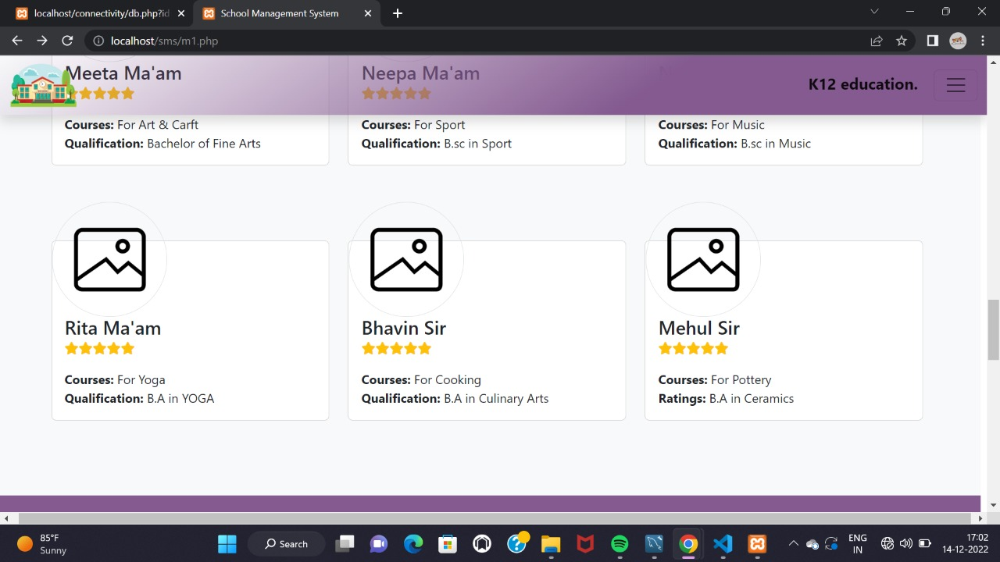 localhost/connectivity/db.php?id
School Management System
localhost/sms/m1.php
K12 education.
Meeta Ma'am
Courses: For Art & Carft
Qualification: Bachelor of Fine Arts
Neepa Ma'am
Courses: For Sport
Qualification: B.sc in Sport
Courses: For Music
Qualification: B.sc in Music
Rita Ma'am
Courses: For Yoga
Qualification: B.A in YOGA
Bhavin Sir
Courses: For Cooking
Qualification: B.A in Culinary Arts
Mehul Sir
Courses: For Pottery
Ratings: B.A in Ceramics
85°F
Sunny
Search
ENG
IN
17:02
14-12-2022